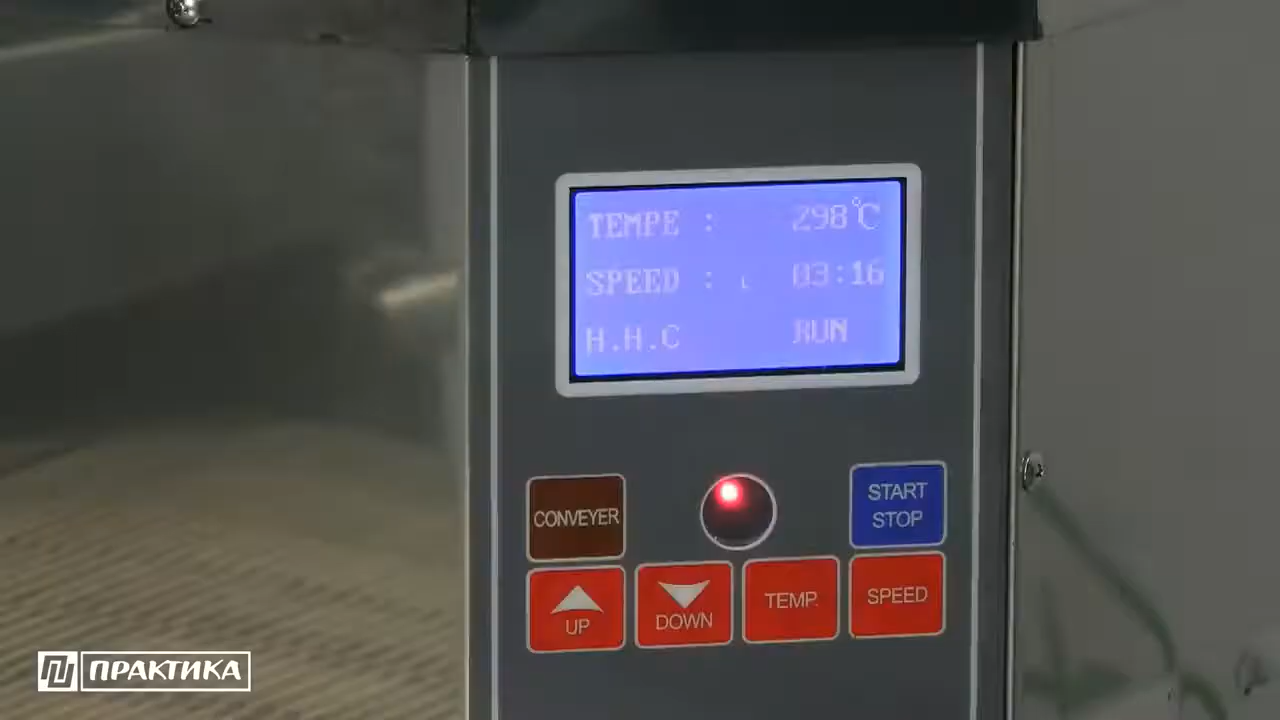 TEMPE : 298℃
SPEED : 03:16
H.H.C RUN
CONVEYER
START
STOP
UP
DOWN
TEMP.
SPEED
ПРАКТИКА